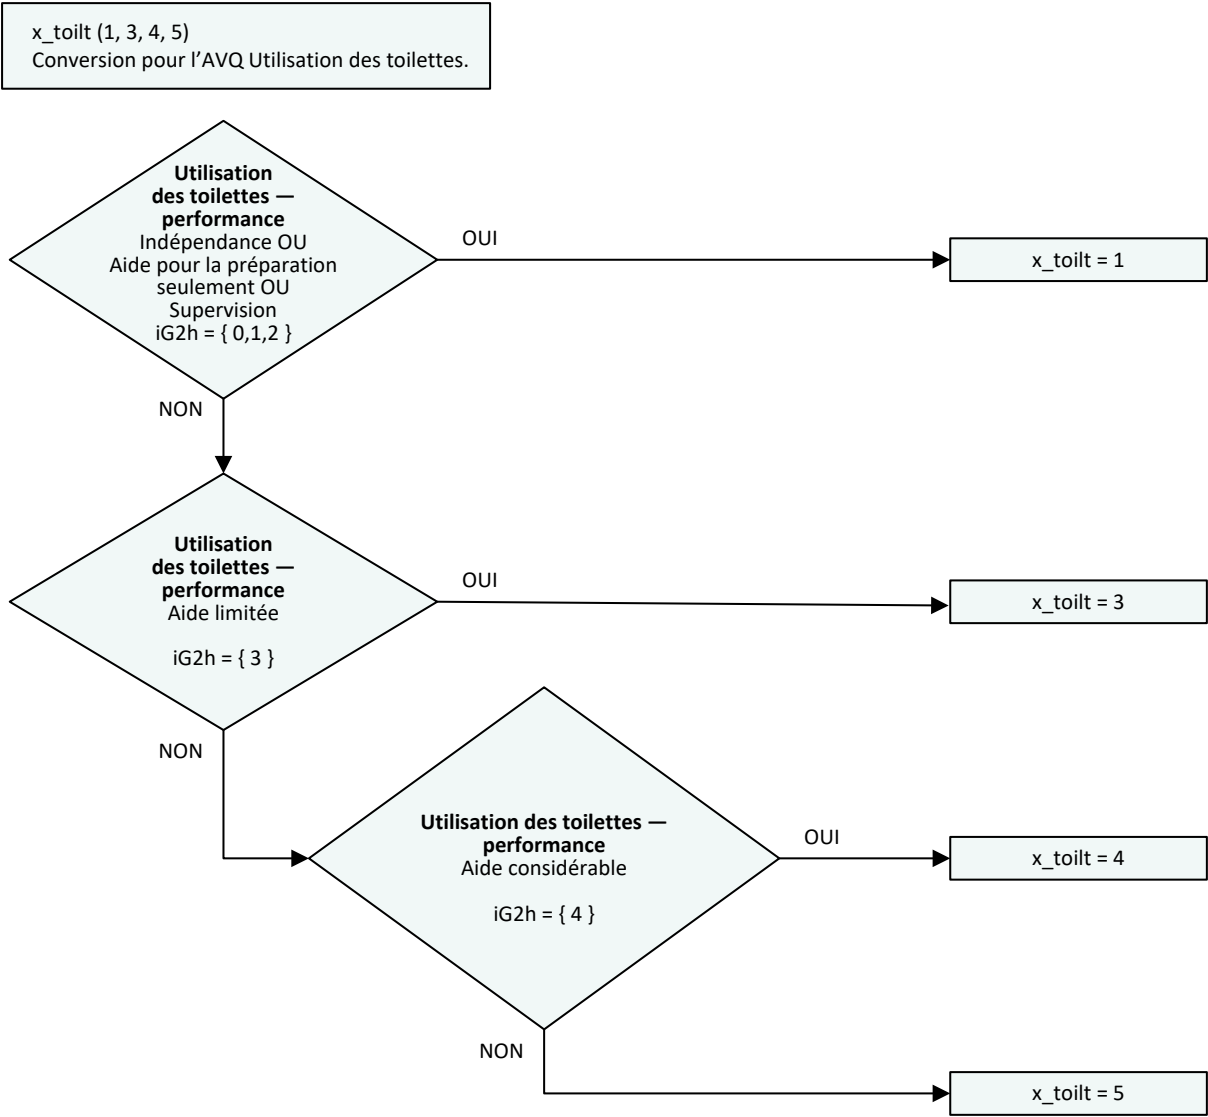 x_toilt (1, 3, 4, 5)
Conversion pour l’AVQ Utilisation des toilettes.
Utilisation
des toilettes —
performance
Indépendance OU
Aide pour la préparation
seulement OU
Supervision
iG2h = { 0,1,2 }
OUI
x_toilt = 1
NON
Utilisation
des toilettes —
performance
Aide limitée
iG2h = { 3 }
OUI
x_toilt = 3
NON
Utilisation des toilettes —
performance
Aide considérable
iG2h = { 4 }
OUI
x_toilt = 4
NON
x_toilt = 5